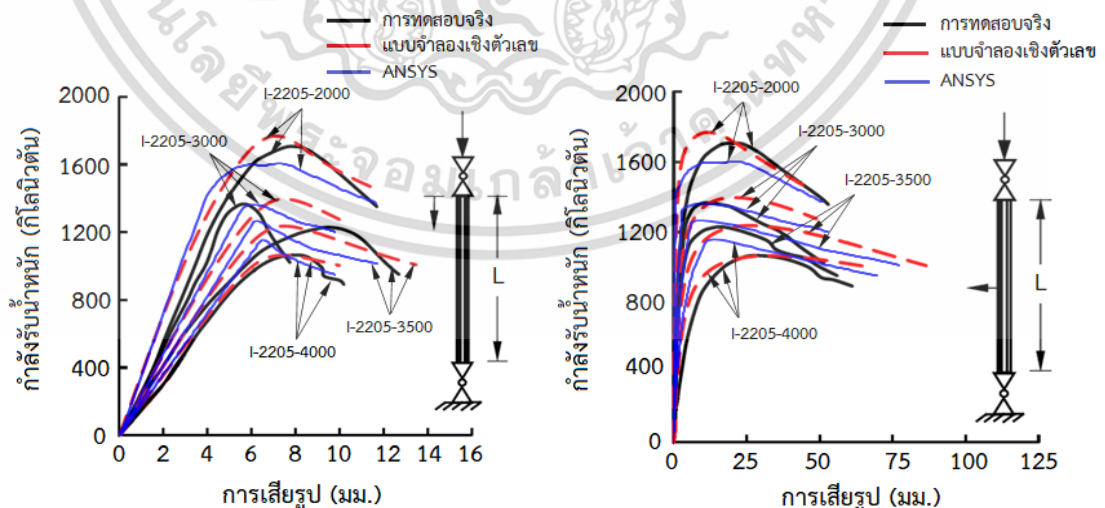 การทดสอบจริง
แบบจำลองเชิงตัวเลข
ANSYS
I-2205-2000
I-2205-3000
I-2205-4000
I-2205-3500
กำลังรับน้ำหนัก (กิโลนิวตัน)
2000
1600
1200
800
400
0
0 2 4 6 8 10 12 14 16
การเสียรูป (มม.)
L
การทดสอบจริง
แบบจำลองเชิงตัวเลข
ANSYS
I-2205-2000
I-2205-3000
I-2205-3500
I-2205-4000
กำลังรับน้ำหนัก (กิโลนิวตัน)
2000
1600
1200
800
400
0
0 25 50 75 100 125
การเสียรูป (มม.)
L